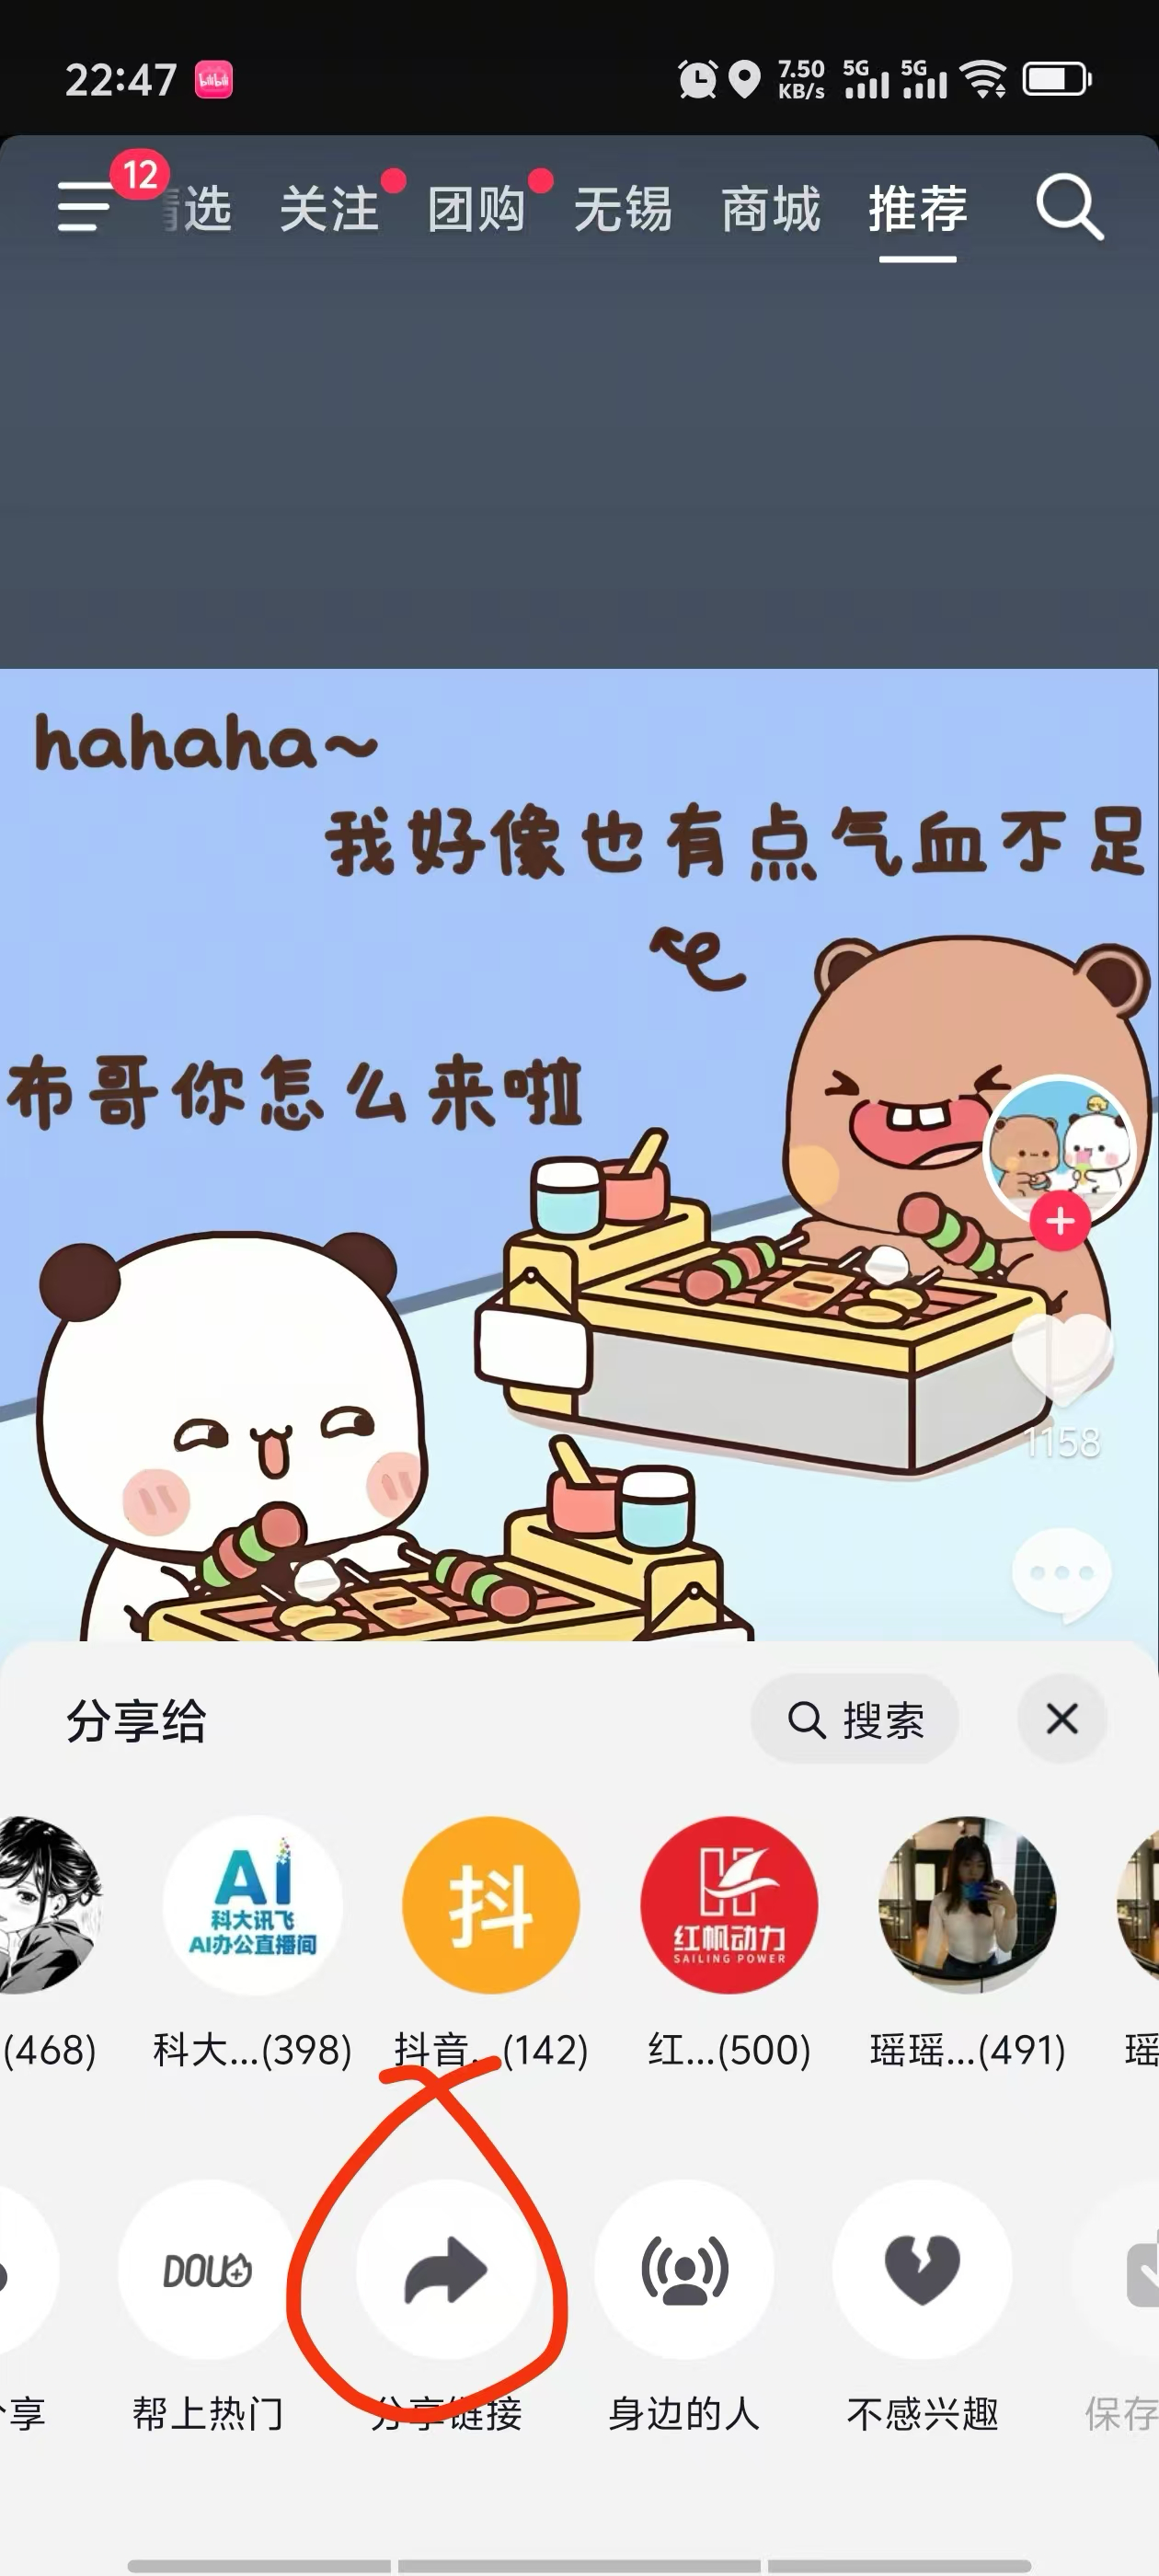 22:47
bilibili
7.50 KB/s
5G 5G
12
精选 关注 团购 无锡 商城 推荐
hahaha~
我好像也有点气血不足
布哥你怎么来啦
1158
分享给
搜索
AI
科大讯飞
AI办公直播间
抖
红帆动力
SAILING POWER
(468) 科大...(398) 抖音...(142) 红...(500) 瑶瑶...(491) 瑶
DOU+
享 帮上热门 分享链接 身边的人 不感兴趣 保存